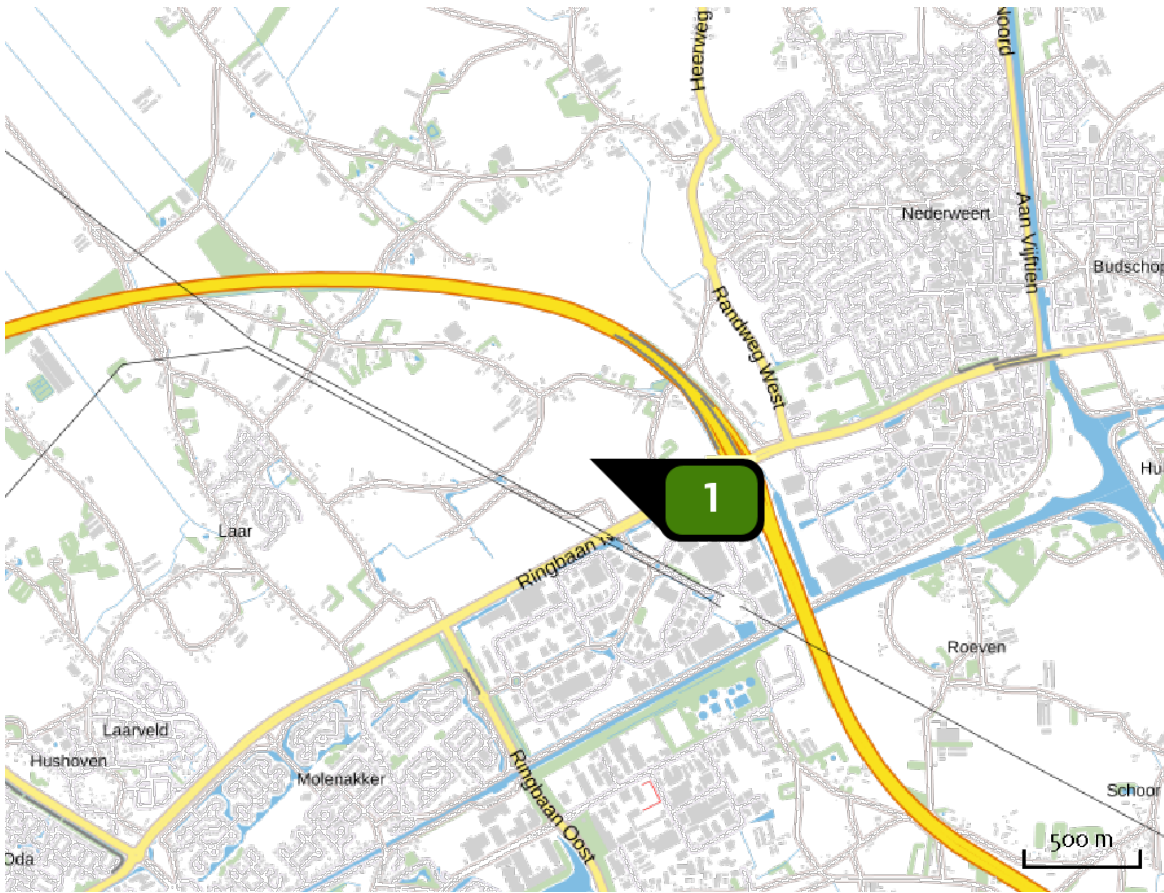 Heerweg
Noord
Nederweert
Aan Vijftien
Budschop
Randweg West
1
Hu
Laar
Ringbaan N
Roeven
Laarveld
Hushoven
Molenakker
Ringbaan Oost
Schoor
500 m
Oda